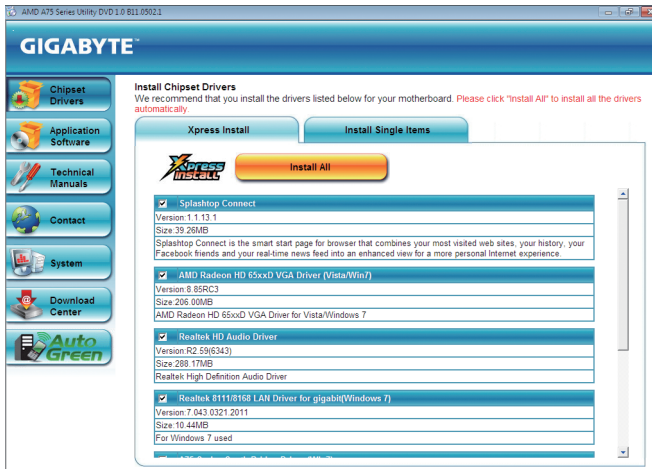 AMD A75 Series Utility DVD 1.0 B11.0502.1
GIGABYTE™
Chipset
Drivers
Application
Software
Technical
Manuals
Contact
System
Download
Center
Auto
Green
Install Chipset Drivers
We recommend that you install the drivers listed below for your motherboard. Please click "Install All" to install all the drivers
automatically.
Xpress Install
Install Single Items
Xpress
Install
Install All
Splashtop Connect
Version:1.1.13.1
Size:39.26MB
Splashtop Connect is the smart start page for browser that combines your most visited web sites, your history, your
Facebook friends and your real-time news feed into an enhanced view for a more personal Internet experience.
AMD Radeon HD 65xxD VGA Driver (Vista/Win7)
Version:8.85RC3
Size:206.00MB
AMD Radeon HD 65xxD VGA Driver for Vista/Windows 7
Realtek HD Audio Driver
Version:R2.59(6343)
Size:288.17MB
Realtek High Definition Audio Driver
Realtek 8111/8168 LAN Driver for gigabit(Windows 7)
Version:7.043.0321.2011
Size:10.44MB
For Windows 7 used